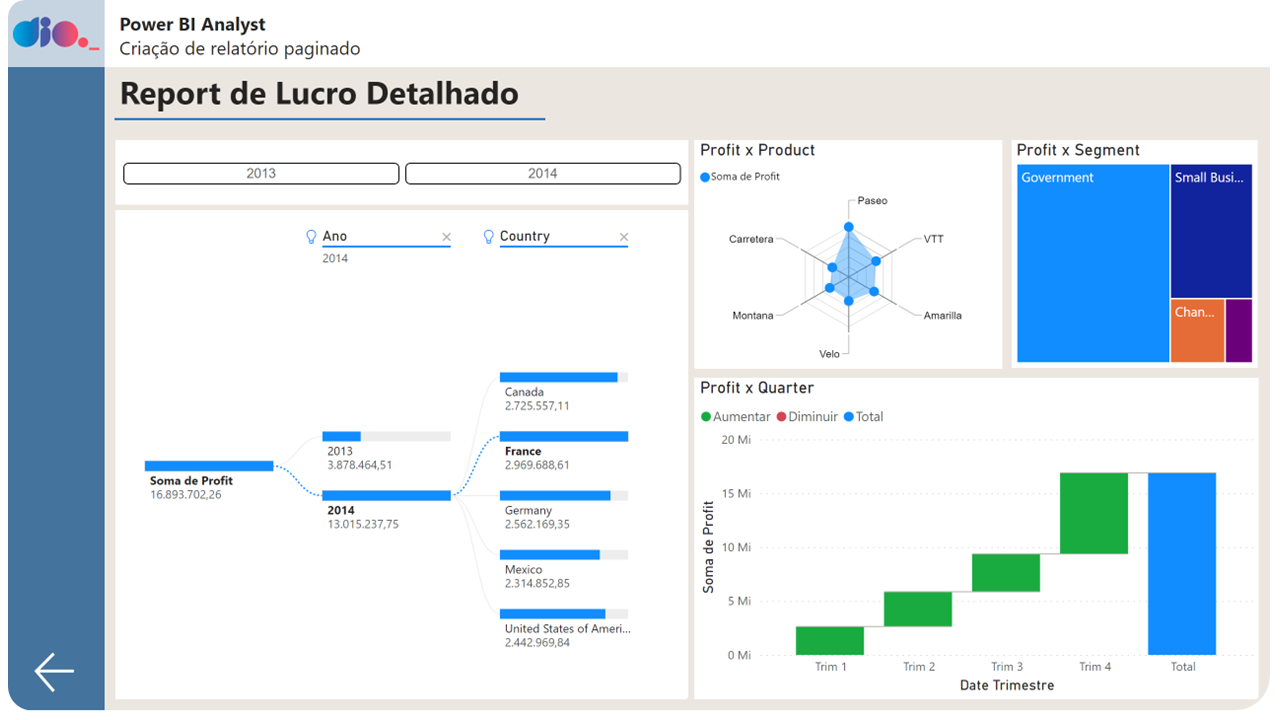 dio._
Power BI Analyst
Criação de relatório paginado
Report de Lucro Detalhado
2013
2014
Ano
2014
Country
Soma de Profit
16.893.702,26
2013
3.878.464,51
2014
13.015.237,75
Canada
2.725.557,11
France
2.969.688,61
Germany
2.562.169,35
Mexico
2.314.852,85
United States of Ameri...
2.442.969,84
Profit x Product
Soma de Profit
Paseo
VTT
Amarilla
Velo
Montana
Carretera
Profit x Segment
Government
Small Busi...
Chan...
Profit x Quarter
Aumentar Diminuir Total
Soma de Profit
20 Mi
15 Mi
10 Mi
5 Mi
0 Mi
Trim 1 Trim 2 Trim 3 Trim 4 Total
Date Trimestre